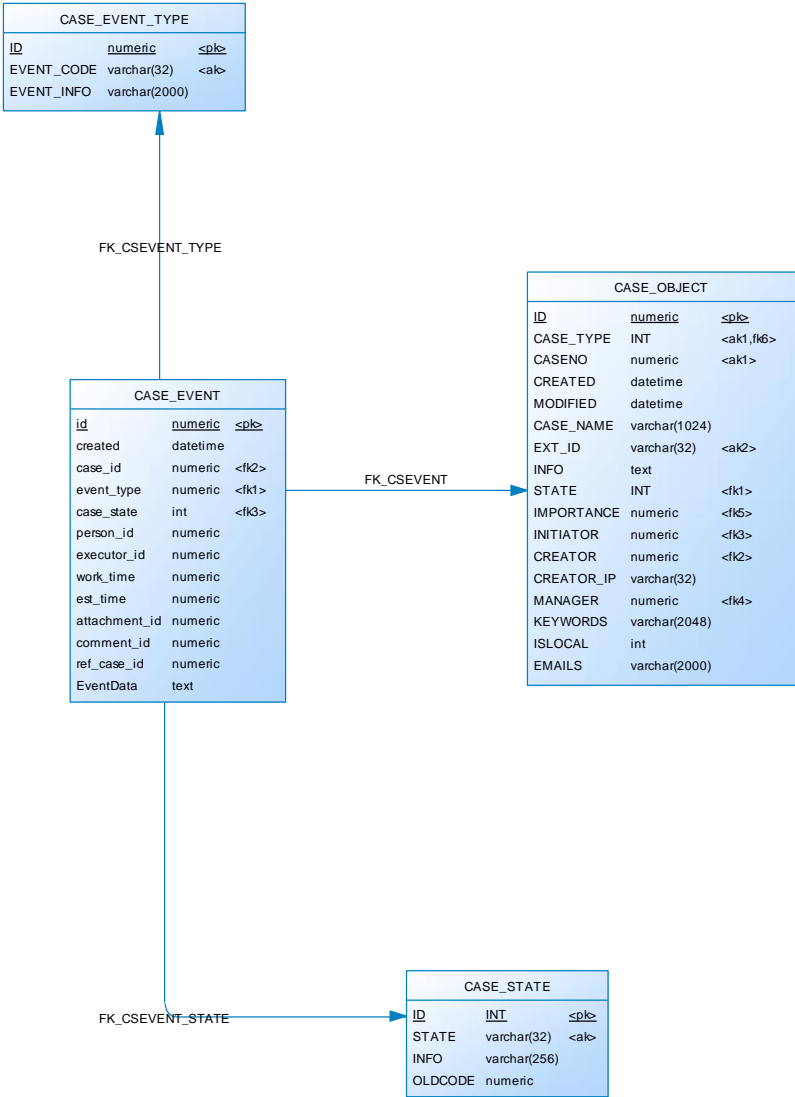 CASE_EVENT_TYPE
ID numeric <pk>
EVENT_CODE varchar(32) <ak>
EVENT_INFO varchar(2000)
FK_CSEVENT_TYPE
CASE_OBJECT
ID numeric <pk>
CASE_TYPE INT <ak1,fk6>
CASENO numeric <ak1>
CREATED datetime
MODIFIED datetime
CASE_NAME varchar(1024)
EXT_ID varchar(32) <ak2>
INFO text
STATE INT <fk1>
IMPORTANCE numeric <fk5>
INITIATOR numeric <fk3>
CREATOR numeric <fk2>
CREATOR_IP varchar(32)
MANAGER numeric <fk4>
KEYWORDS varchar(2048)
ISLOCAL int
EMAILS varchar(2000)
CASE_EVENT
id numeric <pk>
created datetime
case_id numeric <fk2>
event_type numeric <fk1>
case_state int <fk3>
person_id numeric
executor_id numeric
work_time numeric
est_time numeric
attachment_id numeric
comment_id numeric
ref_case_id numeric
EventData text
FK_CSEVENT
FK_CSEVENT_STATE
CASE_STATE
ID INT <pk>
STATE varchar(32) <ak>
INFO varchar(256)
OLDCODE numeric